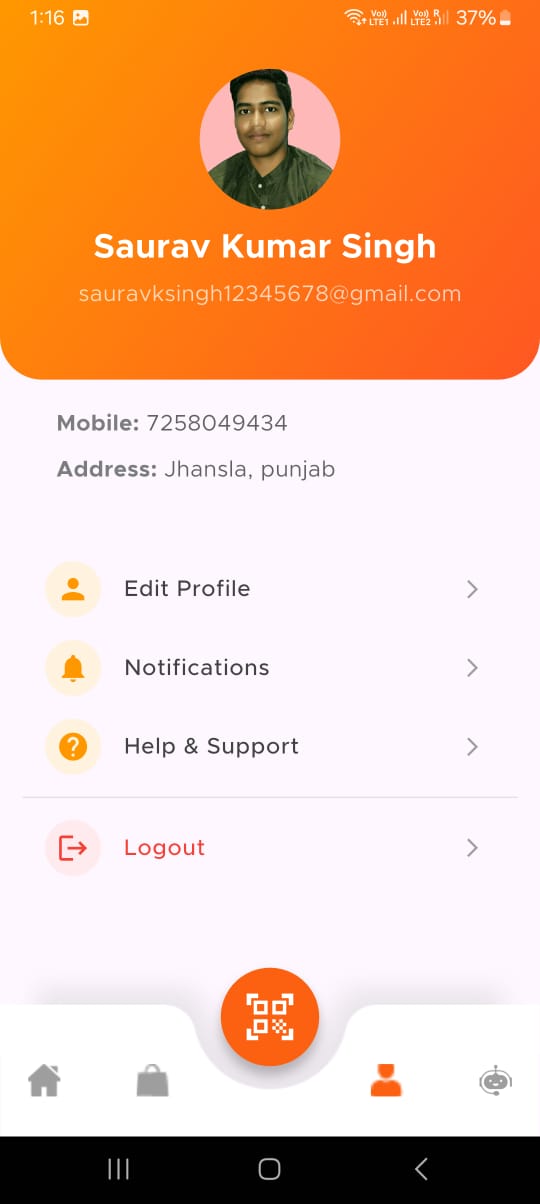 1:16 Vo)) LTE1 Vo)) LTE2 R 37%
Saurav Kumar Singh
sauravksingh12345678@gmail.com
Mobile: 7258049434
Address: Jhansla, punjab
Edit Profile
Notifications
Help & Support
Logout